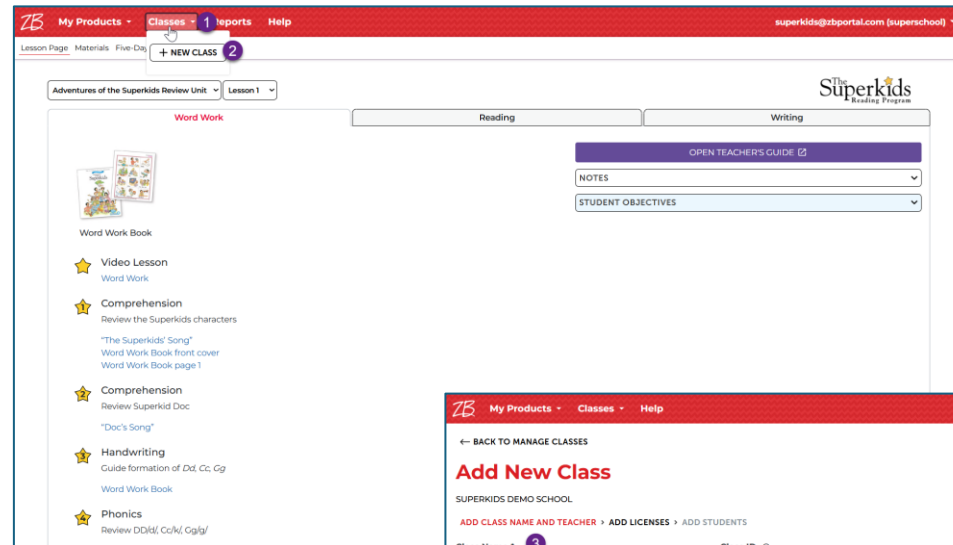 ZB My Products Classes 1 Reports Help superkids@zbportal.com (superschool)
Lesson Page Materials Five-Day
+ NEW CLASS 2
Adventures of the Superkids Review Unit Lesson 1
The Superkids
Reading Program
Word Work Reading Writing
OPEN TEACHER'S GUIDE
NOTES
STUDENT OBJECTIVES
Word Work Book
Video Lesson
Word Work
1 Comprehension
Review the Superkids characters
"The Superkids' Song"
Word Work Book front cover
Word Work Book page 1
2 Comprehension
Review Superkid Doc
"Doc's Song"
3 Handwriting
Guide formation of Dd, Cc, Gg
Word Work Book
4 Phonics
Review DD/d/, Cc/k/, Gg/g/
ZB My Products Classes Help
← BACK TO MANAGE CLASSES
Add New Class
SUPERKIDS DEMO SCHOOL
ADD CLASS NAME AND TEACHER > ADD LICENSES > ADD STUDENTS
3